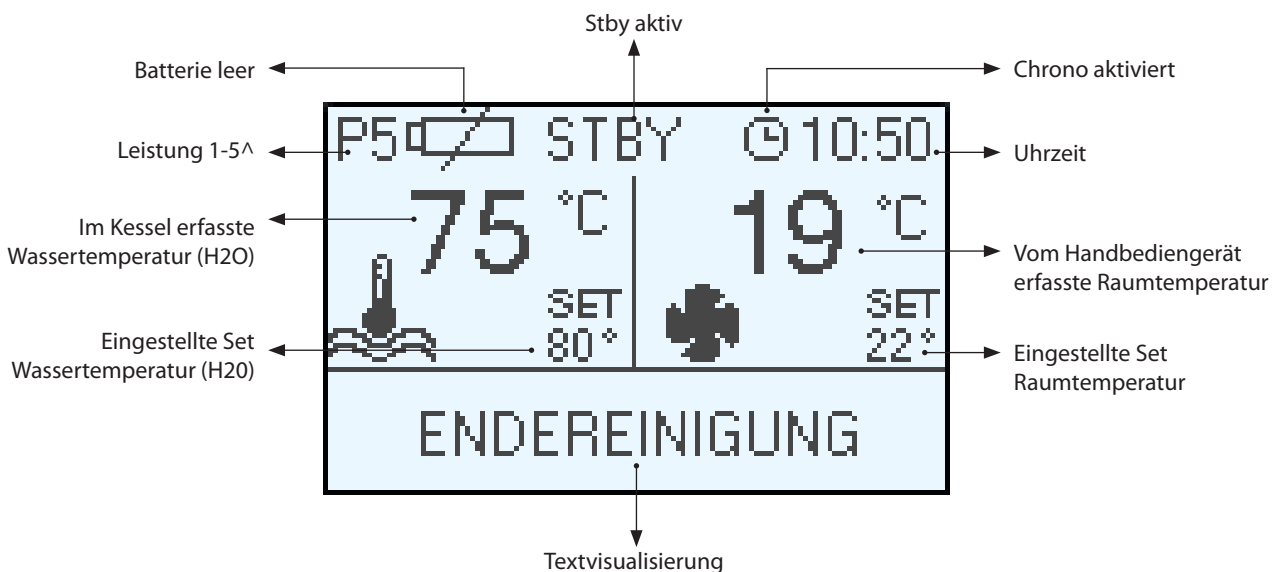 Stby aktiv
Batterie leer
Chrono aktiviert
P5 STBY 10:50
Leistung 1-5^
Uhrzeit
75 °C 19 °C
Im Kessel erfasste
Wassertemperatur (H2O)
Vom Handbediengerät
erfasste Raumtemperatur
SET SET
80° 22°
Eingestellte Set
Wassertemperatur (H20)
Eingestellte Set
Raumtemperatur
ENDEREINIGUNG
Textvisualisierung